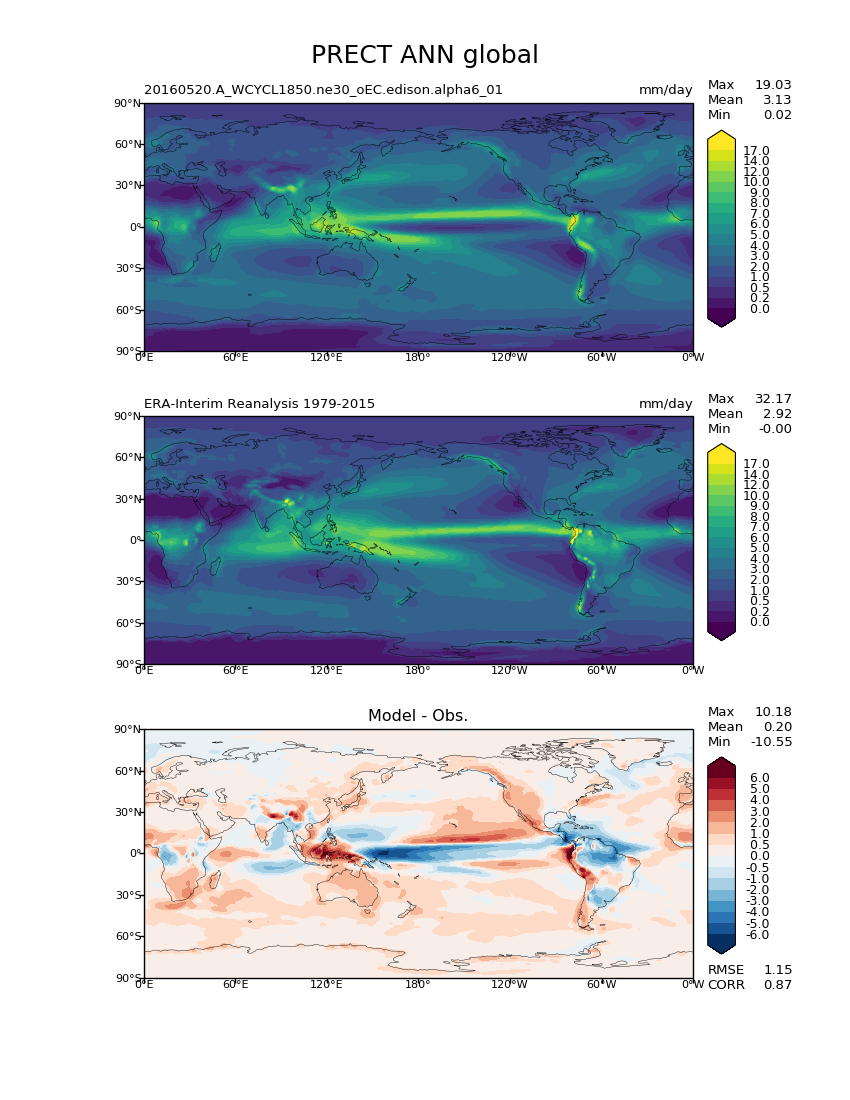 PRECT ANN global
20160520.A_WCYCL1850.ne30_oEC.edison.alpha6_01 mm/day
Max 19.03
Mean 3.13
Min 0.02
90°N
60°N
30°N
0°
30°S
60°S
90°S
0°E 60°E 120°E 180° 120°W 60°W 0°W
17.0
14.0
12.0
10.0
9.0
8.0
7.0
6.0
5.0
4.0
3.0
2.0
1.0
0.5
0.2
0.0
ERA-Interim Reanalysis 1979-2015 mm/day
Max 32.17
Mean 2.92
Min -0.00
90°N
60°N
30°N
0°
30°S
60°S
90°S
0°E 60°E 120°E 180° 120°W 60°W 0°W
17.0
14.0
12.0
10.0
9.0
8.0
7.0
6.0
5.0
4.0
3.0
2.0
1.0
0.5
0.2
0.0
Model - Obs.
Max 10.18
Mean 0.20
Min -10.55
90°N
60°N
30°N
0°
30°S
60°S
90°S
0°E 60°E 120°E 180° 120°W 60°W 0°W
6.0
5.0
4.0
3.0
2.0
1.0
0.5
0.0
-0.5
-1.0
-2.0
-3.0
-4.0
-5.0
-6.0
RMSE 1.15
CORR 0.87